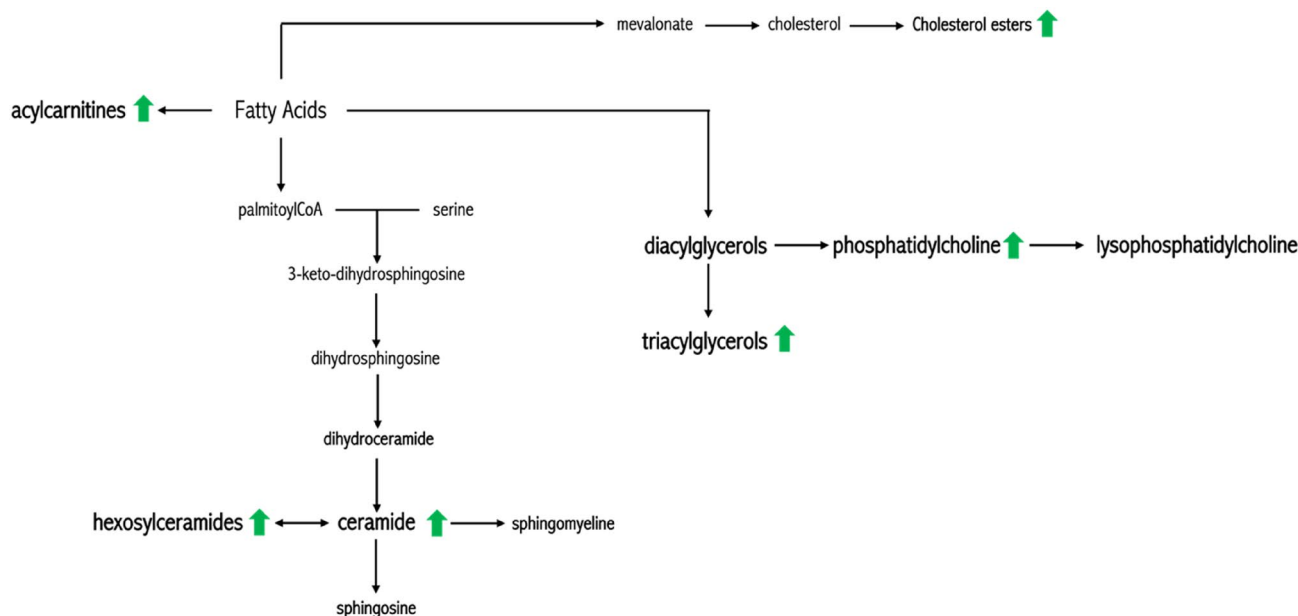 mevalonate cholesterol Cholesterol esters
acylcarnitines Fatty Acids
palmitoylCoA serine
diacylglycerols phosphatidylcholine lysophosphatidylcholine
3-keto-dihydrosphingosine
triacylglycerols
dihydrosphingosine
dihydroceramide
hexosylceramides ceramide sphingomyeline
sphingosine